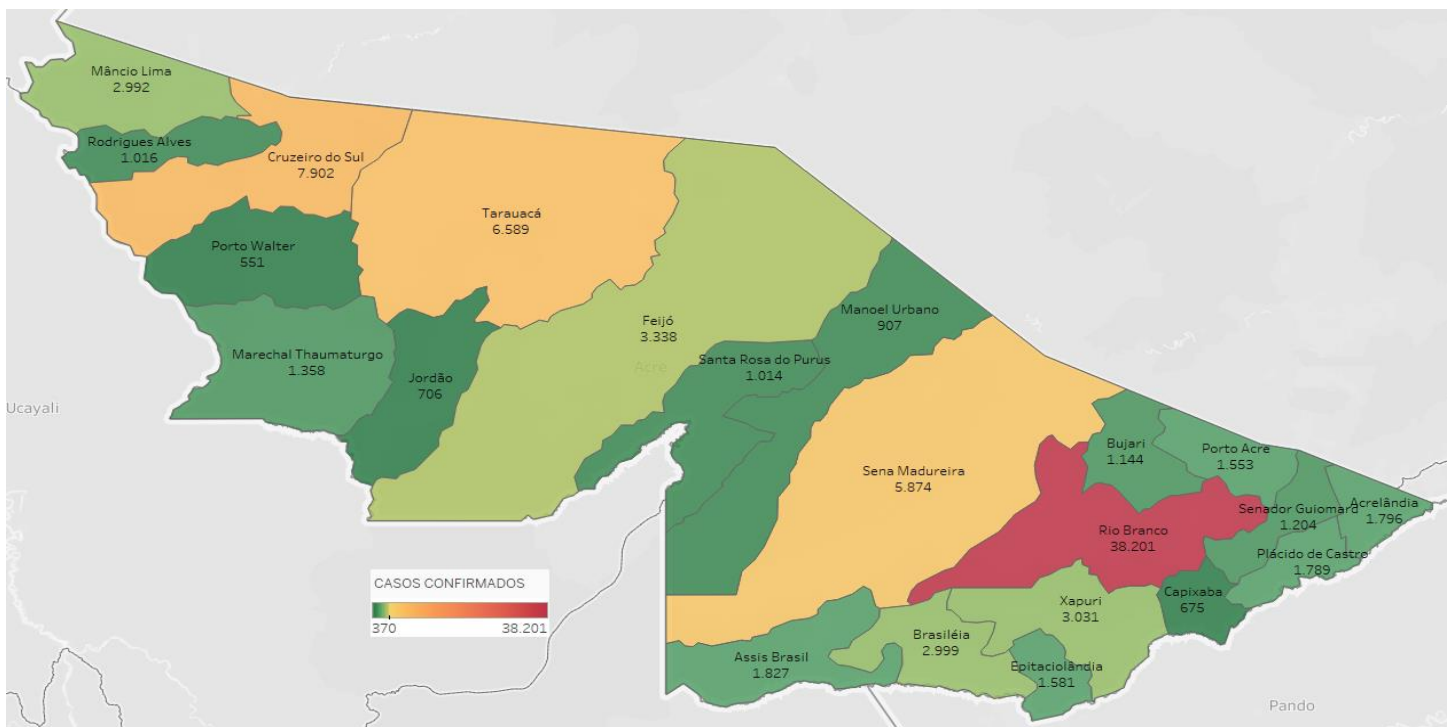 Mâncio Lima
2.992
Rodrigues Alves
1.016
Cruzeiro do Sul
7.902
Tarauacá
6.589
Porto Walter
551
Marechal Thaumaturgo
1.358
Jordão
706
Feijó
3.338
Acre
Manoel Urbano
907
Santa Rosa do Purus
1.014
Ucayali
Sena Madureira
5.874
Bujari
1.144
Porto Acre
1.553
Senador Guiomard
1.204
Acrelândia
1.796
Rio Branco
38.201
Plácido de Castro
1.789
Capixaba
675
Xapuri
3.031
Brasiléia
2.999
Epitaciolândia
1.581
Assis Brasil
1.827
Pando
CASOS CONFIRMADOS
370
38.201